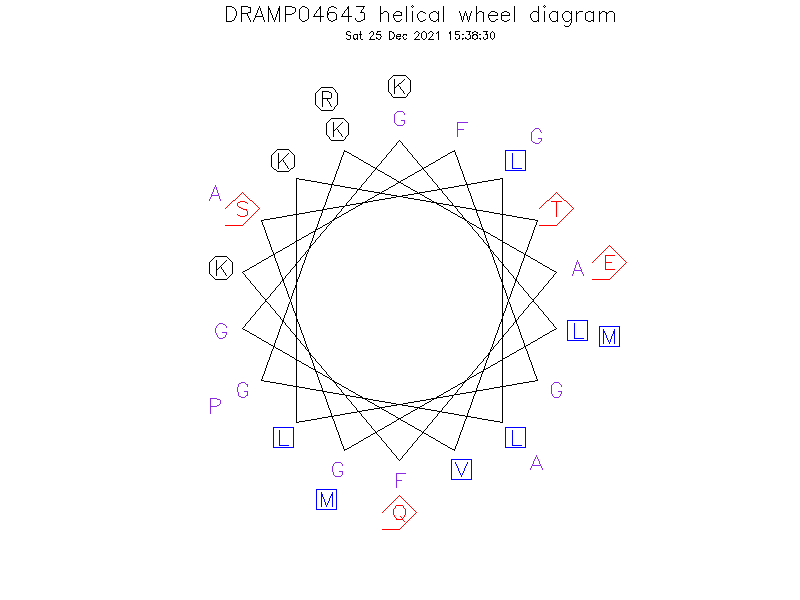 DRAMP04643 helical wheel diagram
Sat 25 Dec 2021 15:38:30
K
R
G
K
F
G
K
L
A
S
T
K
A
E
G
L
M
G
G
P
L
L
G
V
A
F
M
Q